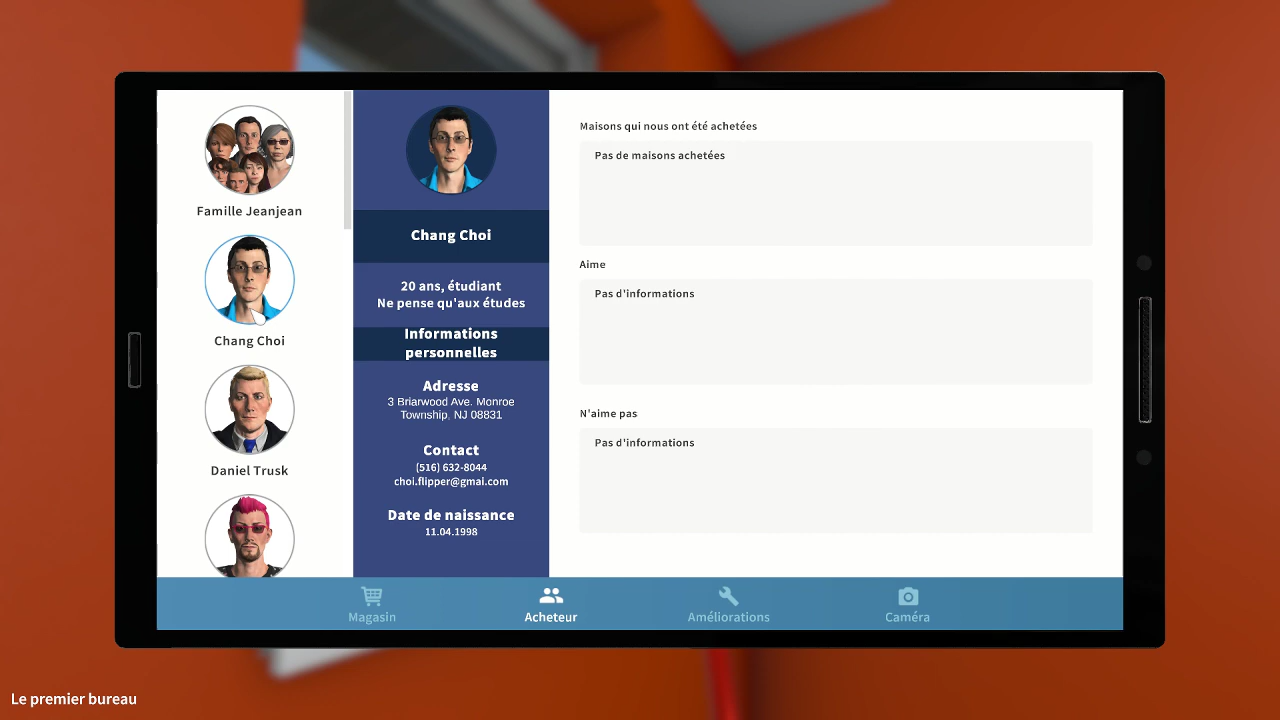 Famille Jeanjean
Chang Choi
Daniel Trusk
Chang Choi
20 ans, étudiant
Ne pense qu'aux études
Informations
personnelles
Adresse
3 Briarwood Ave. Monroe
Township, NJ 08831
Contact
(516) 632-8044
choi.flipper@gmai.com
Date de naissance
11.04.1998
Maisons qui nous ont été achetées
Pas de maisons achetées
Aime
Pas d'informations
N'aime pas
Pas d'informations
Magasin
Acheteur
Améliorations
Caméra
Le premier bureau